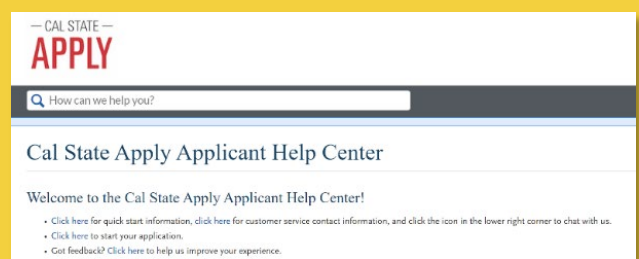 — CAL STATE —
APPLY
How can we help you?
Cal State Apply Applicant Help Center
Welcome to the Cal State Apply Applicant Help Center!
• Click here for quick start information, click here for customer service contact information, and click the icon in the lower right corner to chat with us.
• Click here to start your application.
• Got feedback? Click here to help us improve your experience.